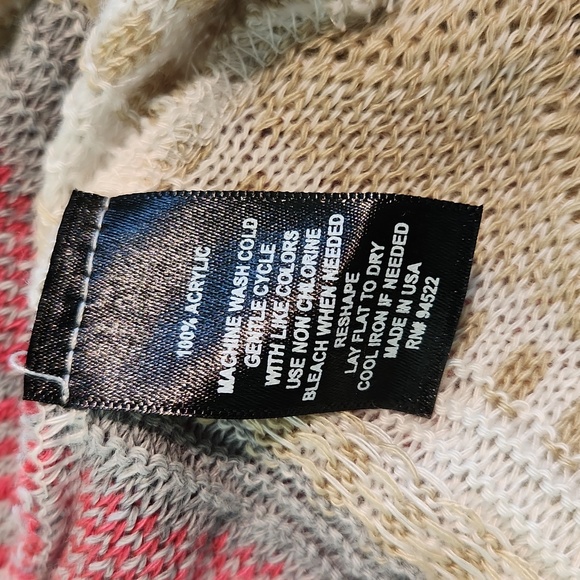 100% ACRYLIC
MACHINE WASH COLD
GENTLE CYCLE
WITH LIKE COLORS
USE NON CHLORINE
BLEACH WHEN NEEDED
RESHAPE
LAY FLAT TO DRY
COOL IRON IF NEEDED
MADE IN USA
RN# 94522